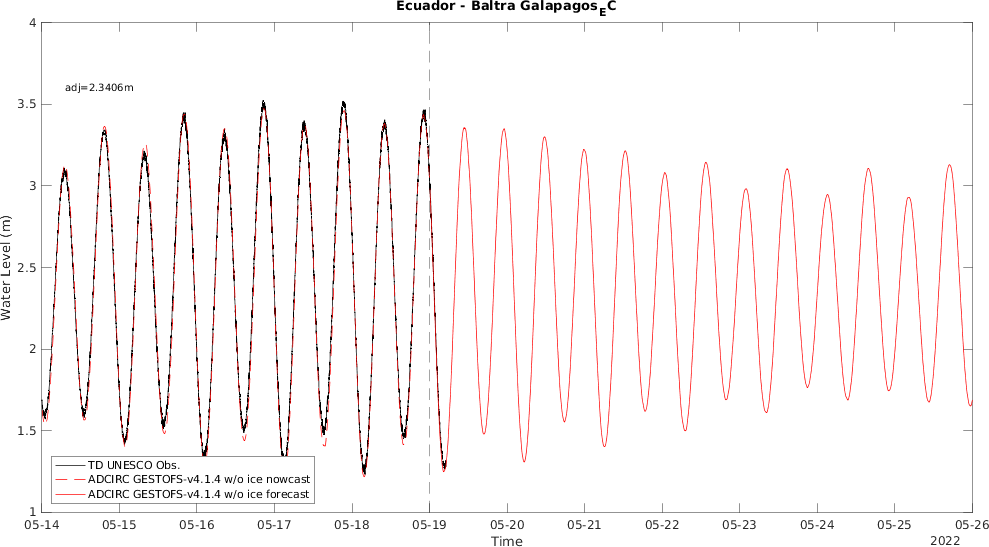 Ecuador - Baltra Galapagos_EC
4
adj=2.3406m
3.5
3
2.5
2
1.5
1
Water Level (m)
TD UNESCO Obs.
ADCIRC GESTOFS-v4.1.4 w/o ice nowcast
ADCIRC GESTOFS-v4.1.4 w/o ice forecast
05-14 05-15 05-16 05-17 05-18 05-19 05-20 05-21 05-22 05-23 05-24 05-25 05-26
Time
2022